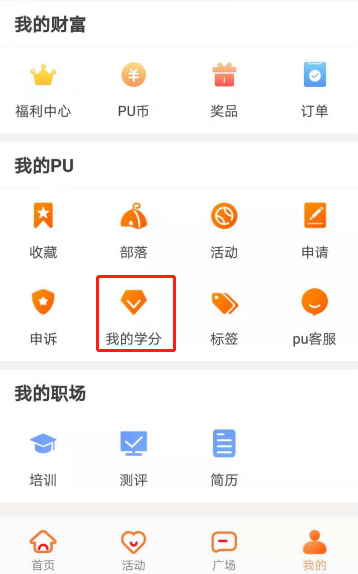 我的财富
福利中心 PU币 奖品 订单
我的PU
收藏 部落 活动 申请
申诉 我的学分 标签 pu客服
我的职场
培训 测评 简历
首页 活动 广场 我的